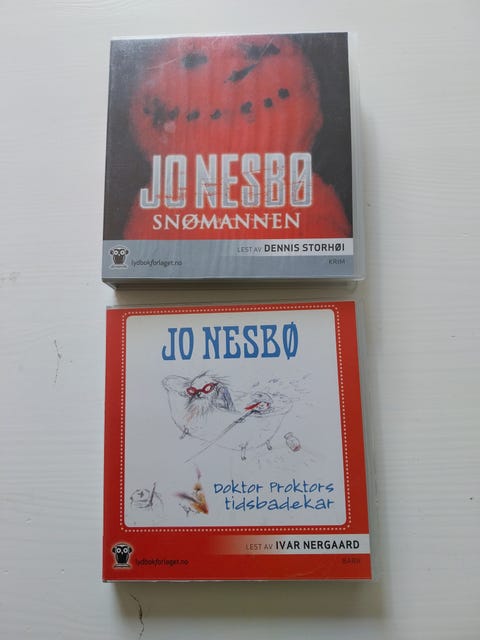 JO NESBØ
SNØMANNEN
LEST AV DENNIS STORHØI
lydbokforlaget.no
KRIM
JO NESBØ
Doktor Proktors
tidsbadekar
LEST AV IVAR NERGAARD
lydbokforlaget.no
BARN